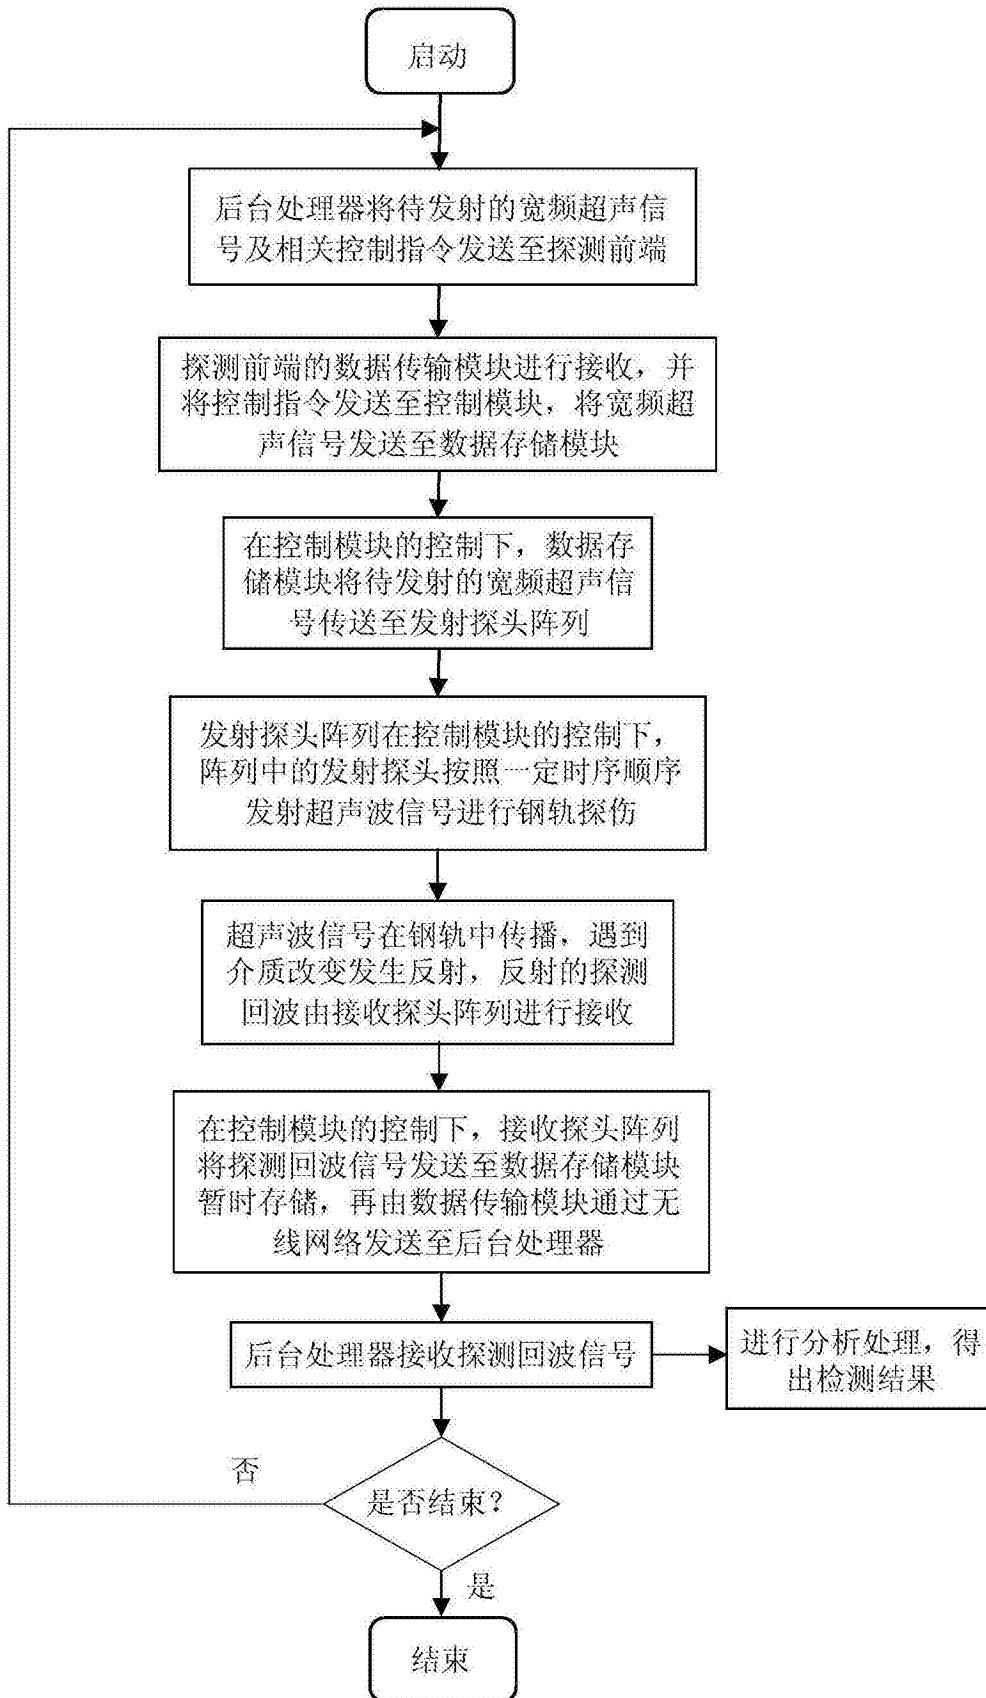 启动
后台处理器将待发射的宽频超声信
号及相关控制指令发送至探测前端
探测前端的数据传输模块进行接收，并
将控制指令发送至控制模块，将宽频超
声信号发送至数据存储模块
在控制模块的控制下，数据存
储模块将待发射的宽频超声信
号传送至发射探头阵列
发射探头阵列在控制模块的控制下，
阵列中的发射探头按照一定时序顺序
发射超声波信号进行钢轨探伤
超声波信号在钢轨中传播，遇到
介质改变发生反射，反射的探测
回波由接收探头阵列进行接收
在控制模块的控制下，接收探头阵列
将探测回波信号发送至数据存储模块
暂时存储，再由数据传输模块通过无
线网络发送至后台处理器
后台处理器接收探测回波信号
进行分析处理，得
出检测结果
否
是否结束？
是
结束